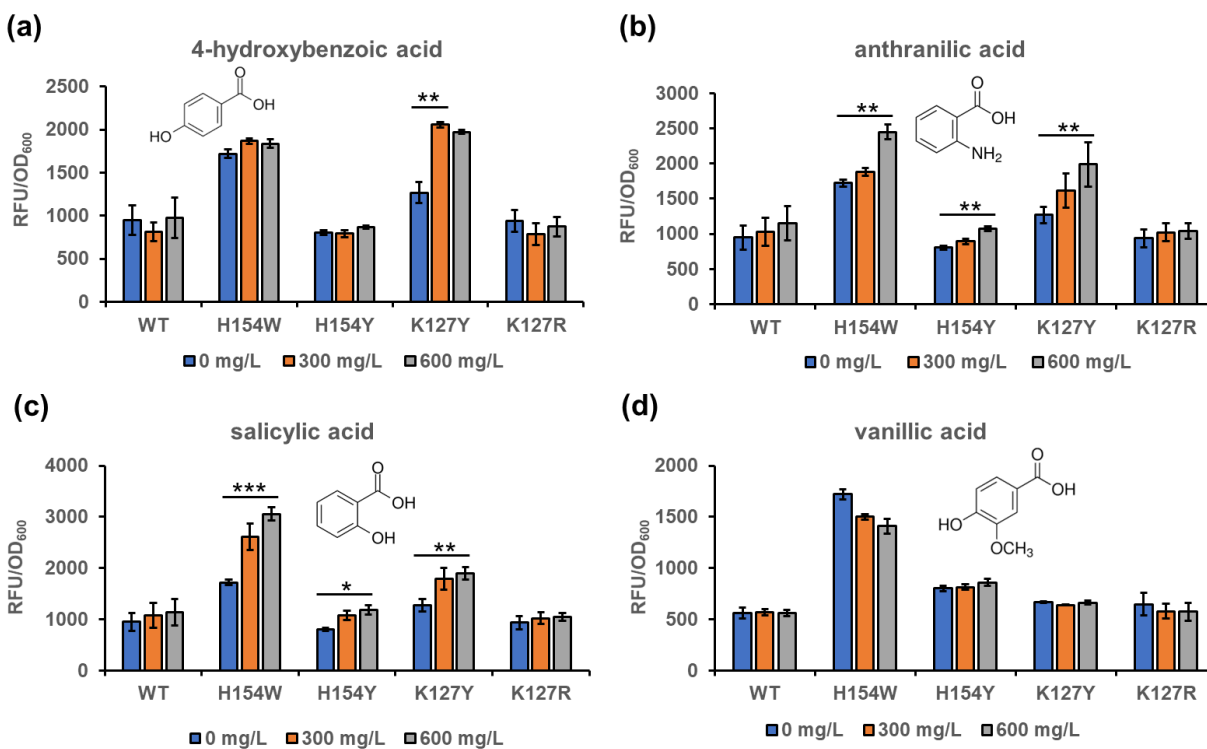 (a)
4-hydroxybenzoic acid
RFU/OD600
2500
2000
1500
1000
500
0
O
OH
HO
**
WT H154W H154Y K127Y K127R
0 mg/L 300 mg/L 600 mg/L
(b)
anthranilic acid
RFU/OD600
3000
2500
2000
1500
1000
500
0
**
O
OH
NH2
**
**
WT H154W H154Y K127Y K127R
0 mg/L 300 mg/L 600 mg/L
(c)
salicylic acid
RFU/OD600
4000
3000
2000
1000
0
***
O
OH
OH
*
**
WT H154W H154Y K127Y K127R
0 mg/L 300 mg/L 600 mg/L
(d)
vanillic acid
RFU/OD600
2000
1500
1000
500
0
O
OH
HO
OCH3
WT H154W H154Y K127Y K127R
0 mg/L 300 mg/L 600 mg/L